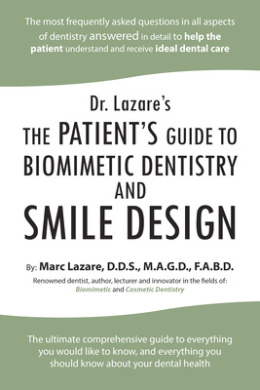 The most frequently asked questions in all aspects
of dentistry answered in detail to help the
patient understand and receive ideal dental care
Dr. Lazare's
THE PATIENT'S GUIDE TO
BIOMIMETIC DENTISTRY
AND
SMILE DESIGN
By: Marc Lazare, D.D.S., M.A.G.D., F.A.B.D.
Renowned dentist, author, lecturer and innovator in the fields of:
Biomimetic and Cosmetic Dentistry
The ultimate comprehensive guide to everything
you would like to know, and everything you
should know about your dental health